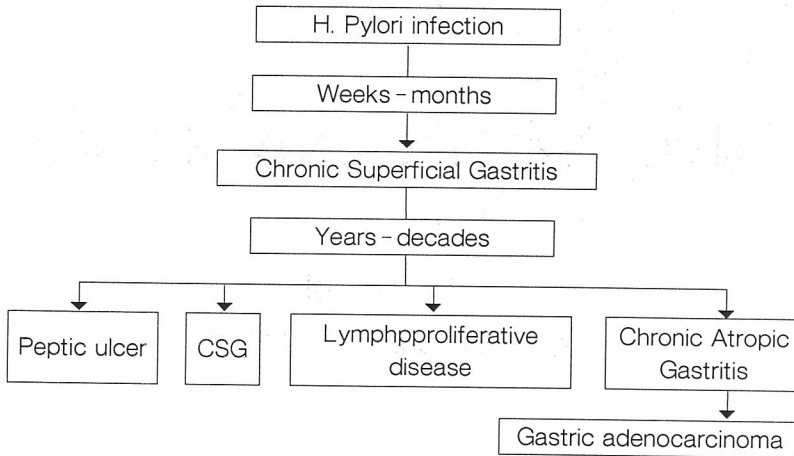 H. Pylori infection
Weeks – months
Chronic Superficial Gastritis
Years – decades
Peptic ulcer
CSG
Lymphpproliferative
disease
Chronic Atropic
Gastritis
Gastric adenocarcinoma